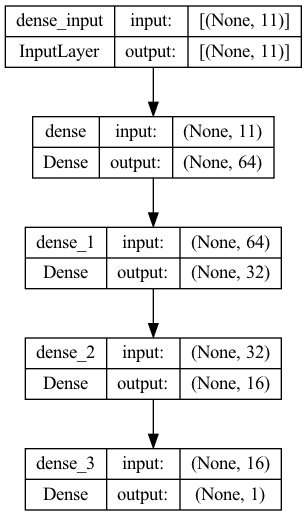 dense_input input: [(None, 11)]
InputLayer output: [(None, 11)]
dense input: (None, 11)
Dense output: (None, 64)
dense_1 input: (None, 64)
Dense output: (None, 32)
dense_2 input: (None, 32)
Dense output: (None, 16)
dense_3 input: (None, 16)
Dense output: (None, 1)